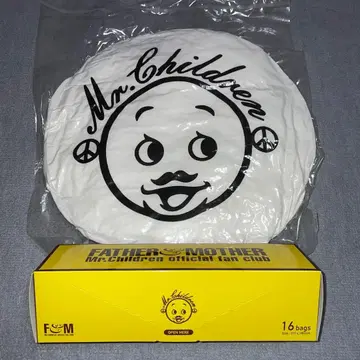 Mr. Children
FATHER & MOTHER
Mr.Children official fan club
Mr. Children
OPEN HERE
16 bags
F&M